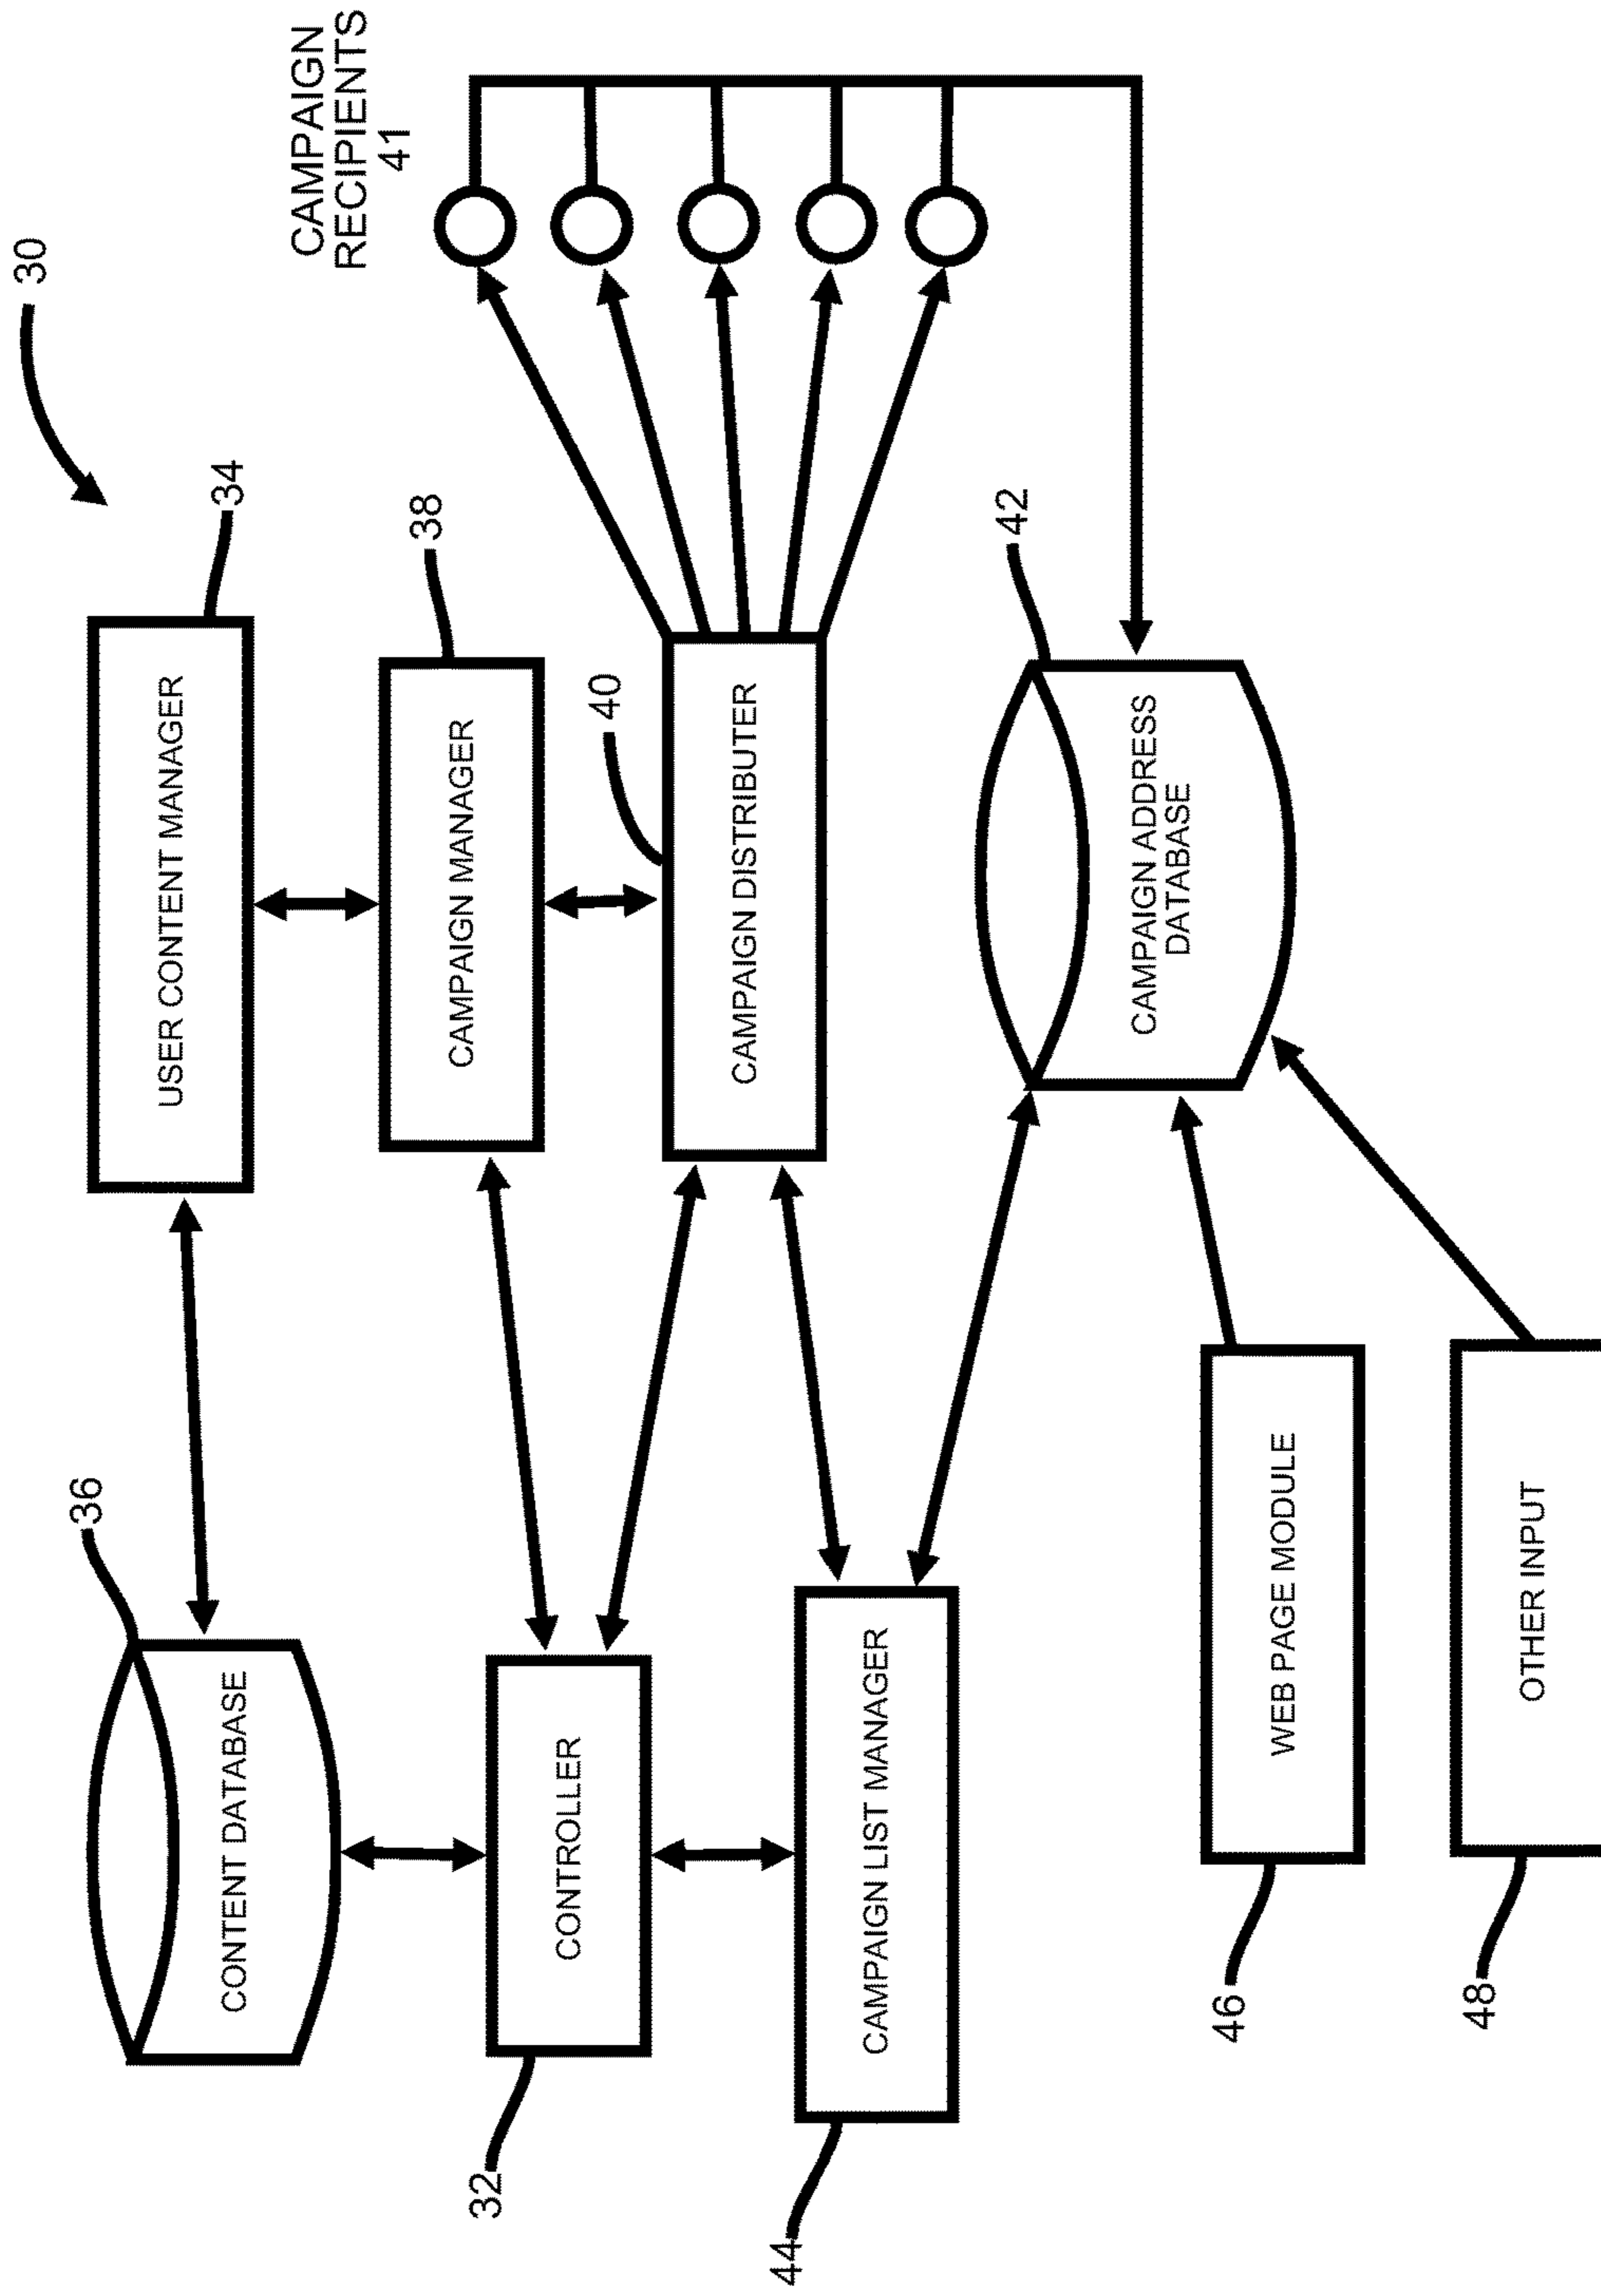 30
36
CONTENT DATABASE
USER CONTENT MANAGER
34
CAMPAIGN
RECIPIENTS
41
32
CONTROLLER
CAMPAIGN MANAGER
38
40
CAMPAIGN DISTRIBUTER
44
CAMPAIGN LIST MANAGER
42
CAMPAIGN ADDRESS
DATABASE
46
WEB PAGE MODULE
48
OTHER INPUT